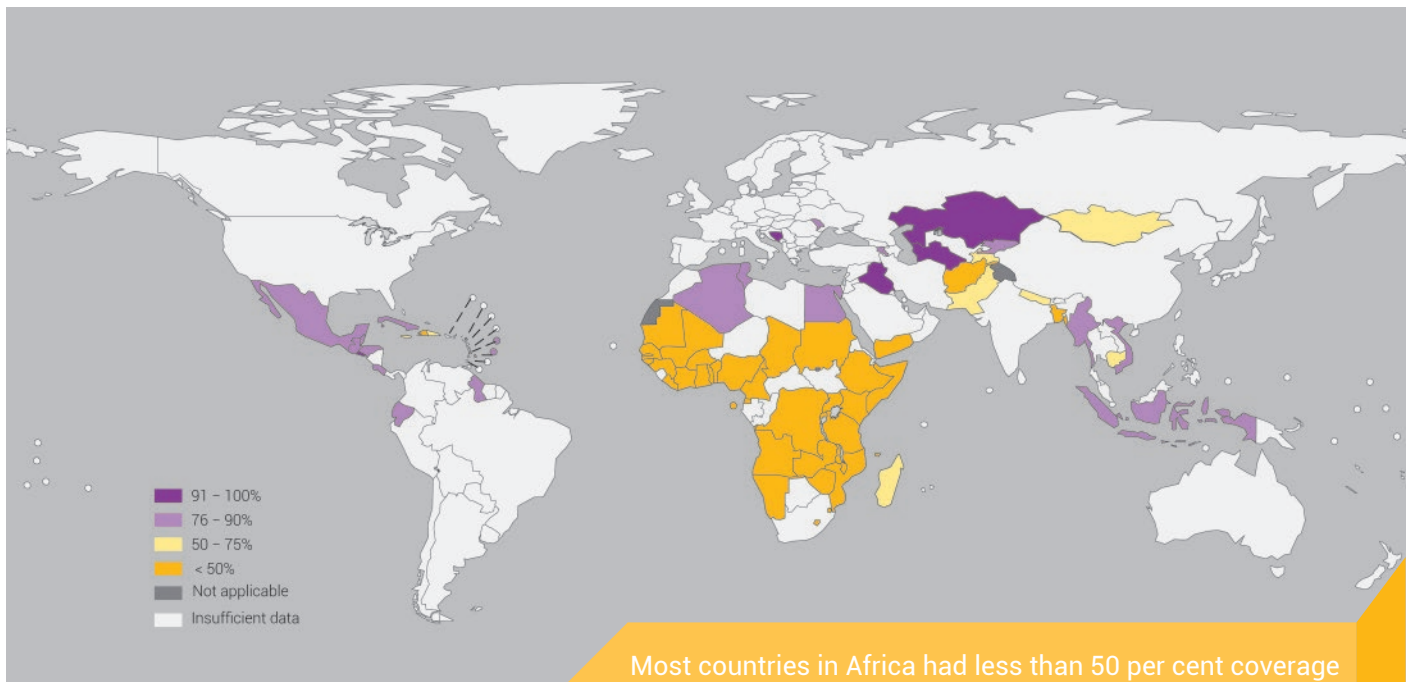 91 – 100%
76 – 90%
50 – 75%
< 50%
Not applicable
Insufficient data
Most countries in Africa had less than 50 per cent coverage